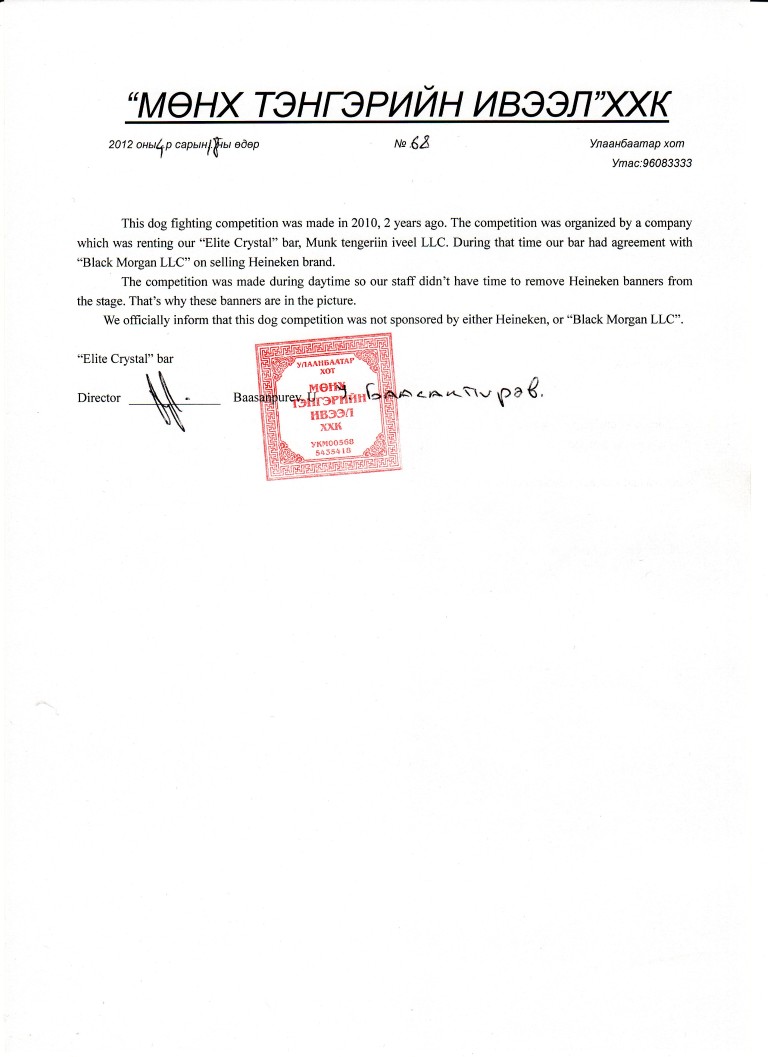 “МӨНХ ТЭНГЭРИЙН ИВЭЭЛ”ХХК
2012 оны 4 р сарын 18 ны өдөр № 68 Улаанбаатар хот
Утас:96083333
This dog fighting competition was made in 2010, 2 years ago. The competition was organized by a company
which was renting our “Elite Crystal” bar, Munk tengeriin iveel LLC. During that time our bar had agreement with
“Black Morgan LLC” on selling Heineken brand.
The competition was made during daytime so our staff didn’t have time to remove Heineken banners from
the stage. That’s why these banners are in the picture.
We officially inform that this dog competition was not sponsored by either Heineken, or “Black Morgan LLC”.
“Elite Crystal” bar
Director Baasanpurev U
УЛААНБААТАР
ХОТ
МӨНХ
ТЭНГЭРИЙН
ИВЭЭЛ
ХХК
УКМ00568
5435418